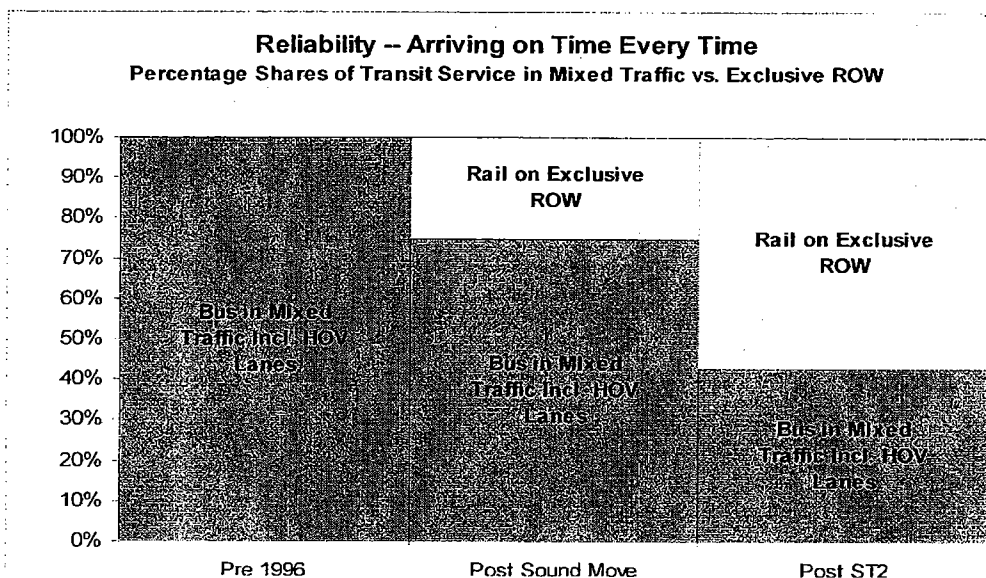 Reliability -- Arriving on Time Every Time
Percentage Shares of Transit Service in Mixed Traffic vs. Exclusive ROW
100%
90%
80%
70%
60%
50%
40%
30%
20%
10%
0%
Bus in Mixed
Traffic Incl. HOV
Lanes
Rail on Exclusive
ROW
Bus in Mixed
Traffic Incl. HOV
Lanes
Rail on Exclusive
ROW
Bus in Mixed
Traffic Incl. HOV
Lanes
Pre 1996
Post Sound Move
Post ST2